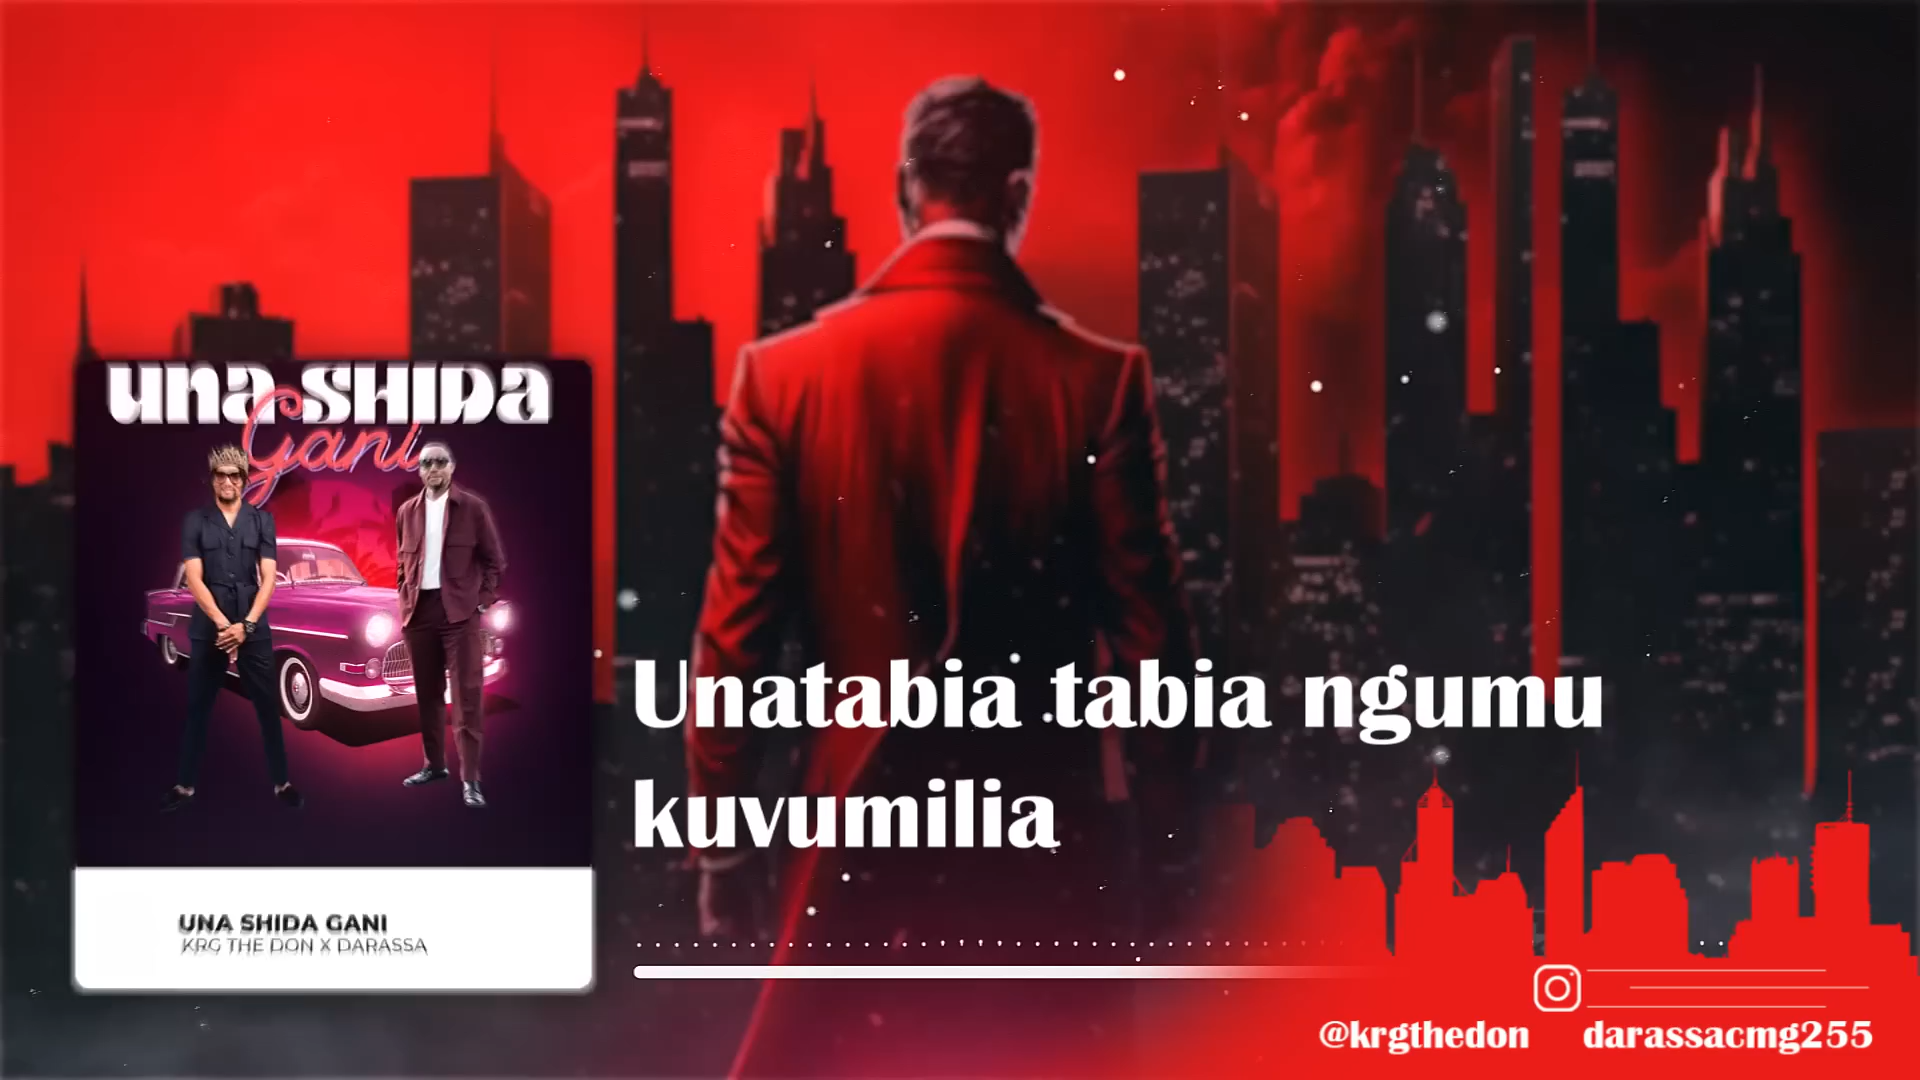 una SHIDa
Gani
Unatabia tabia ngumu
kuvumilia
UNA SHIDA GANI
KRG THE DON X DARASSA
@krgthedon
darassacmg255